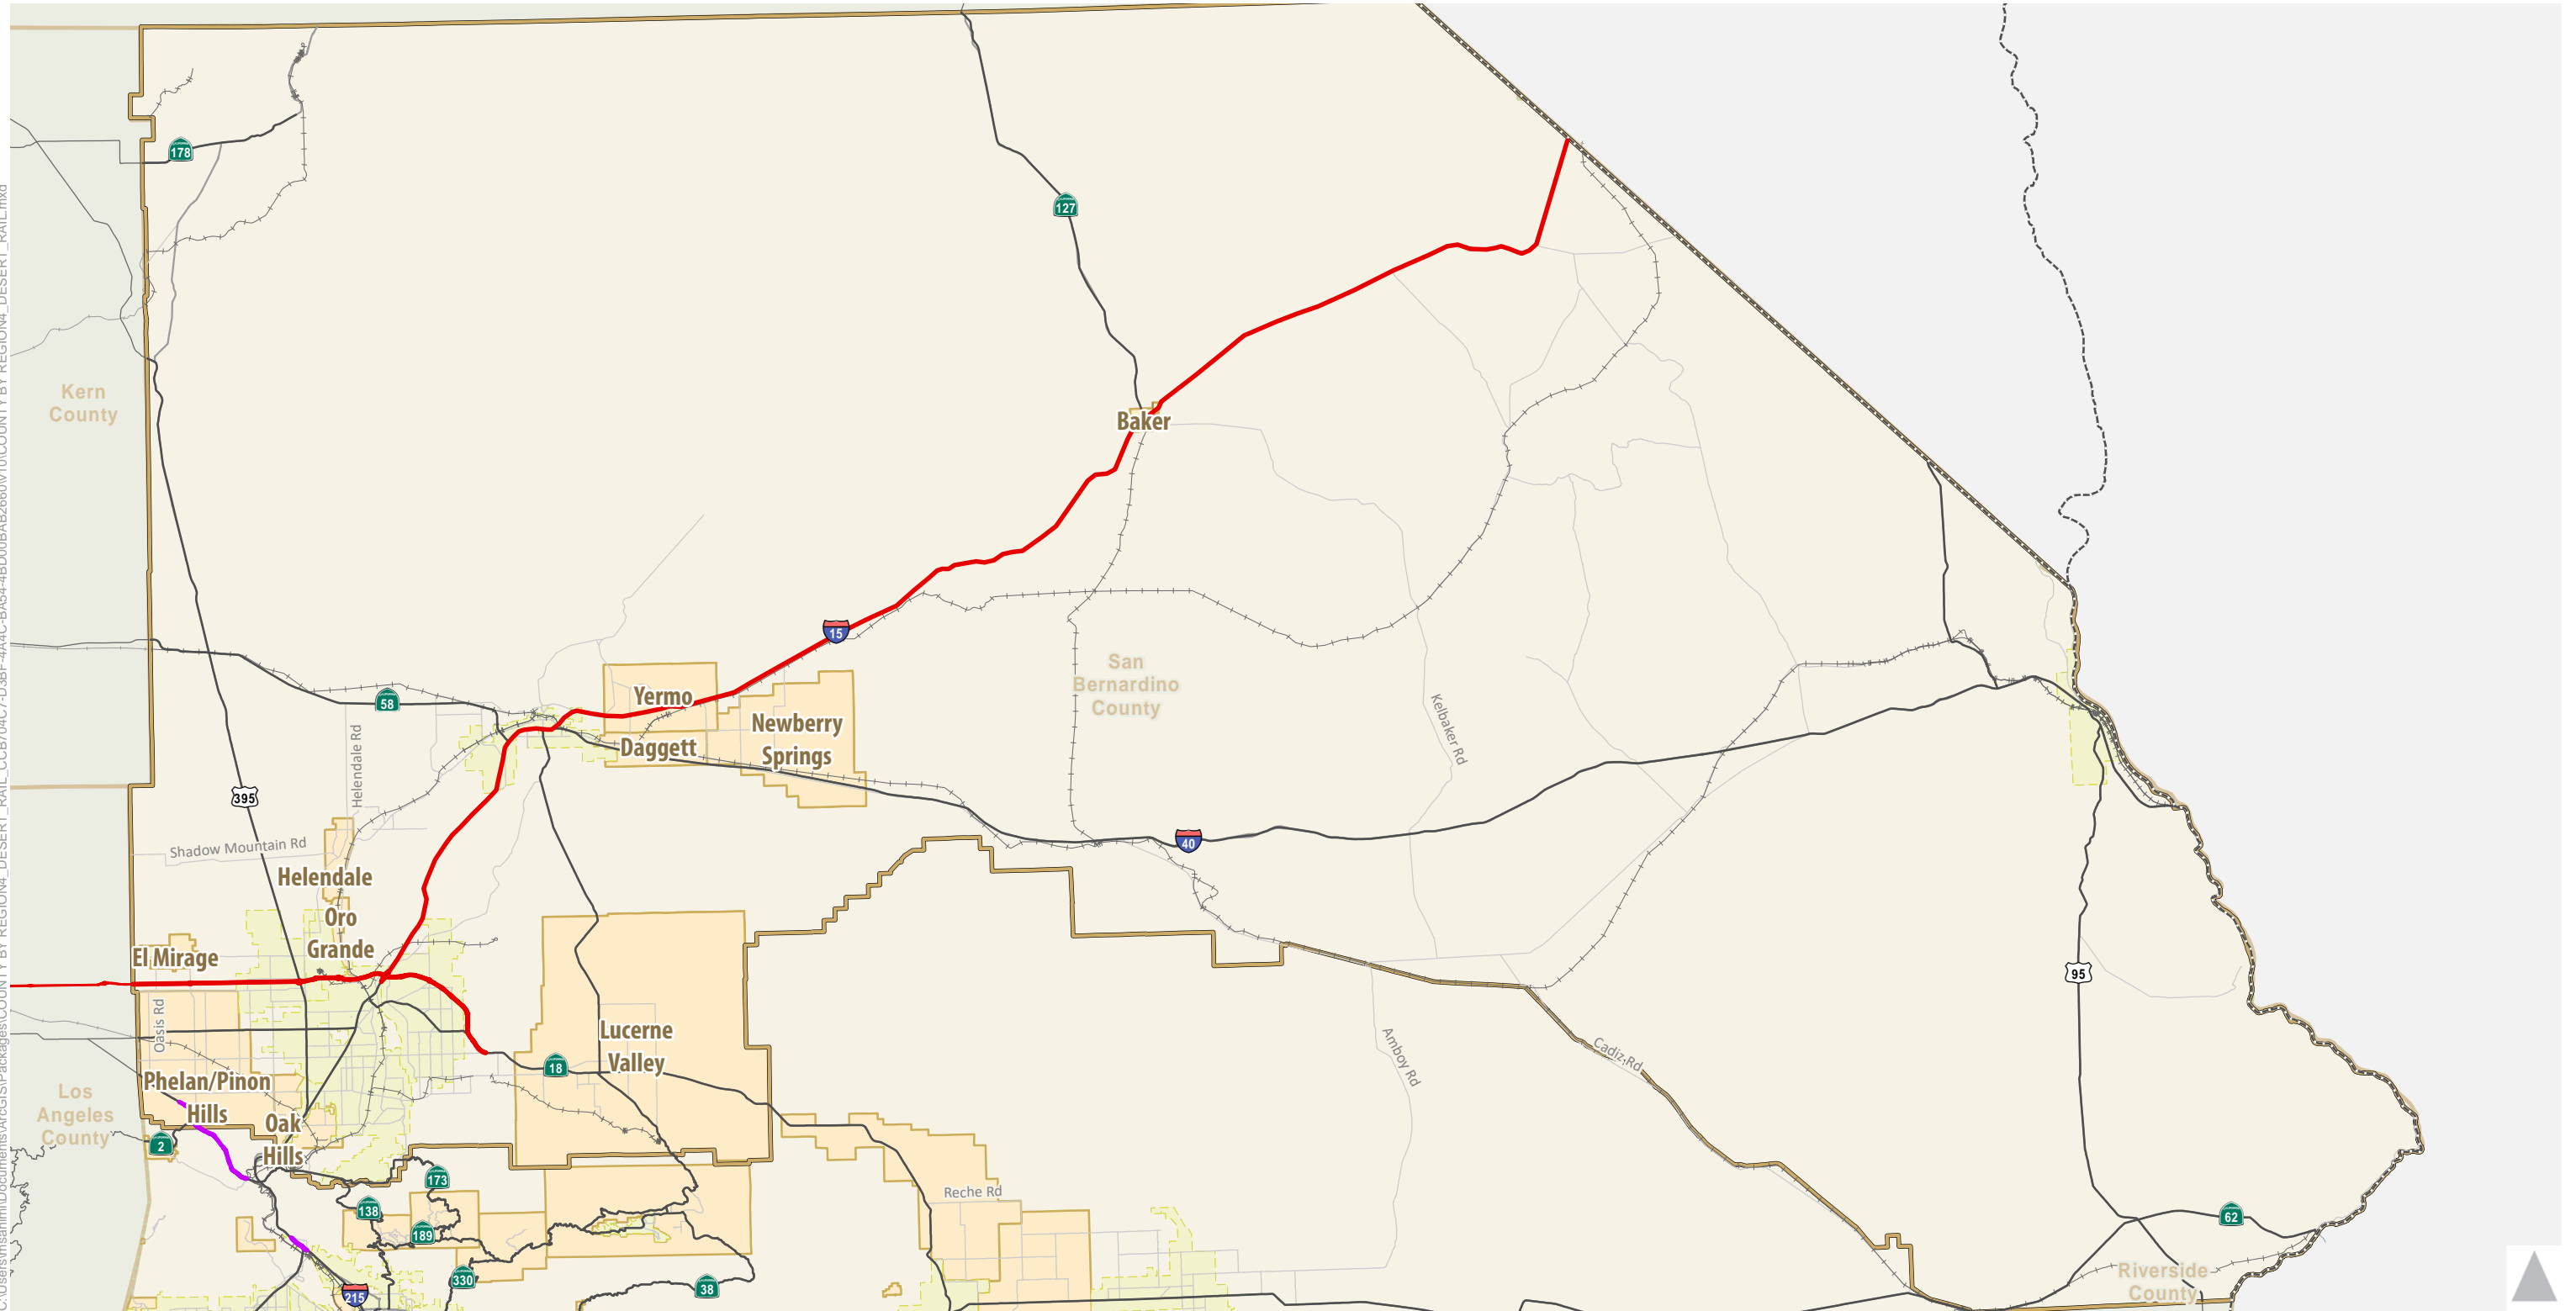 178
127
Kern
County
Baker
15
San
Bernardino
County
Yermo
Newberry
Springs
Daggett
58
Kelbaker Rd
Helendale Rd
395
40
Shadow Mountain Rd
Helendale
Oro
Grande
El Mirage
95
Oasis Rd
Lucerne
Valley
18
Amboy Rd
Cadiz Rd
Phelan/Pinon
Hills
Los
Angeles
County
Oak
Hills
2
173
138
189
Reche Rd
62
330
38
215
Riverside
County